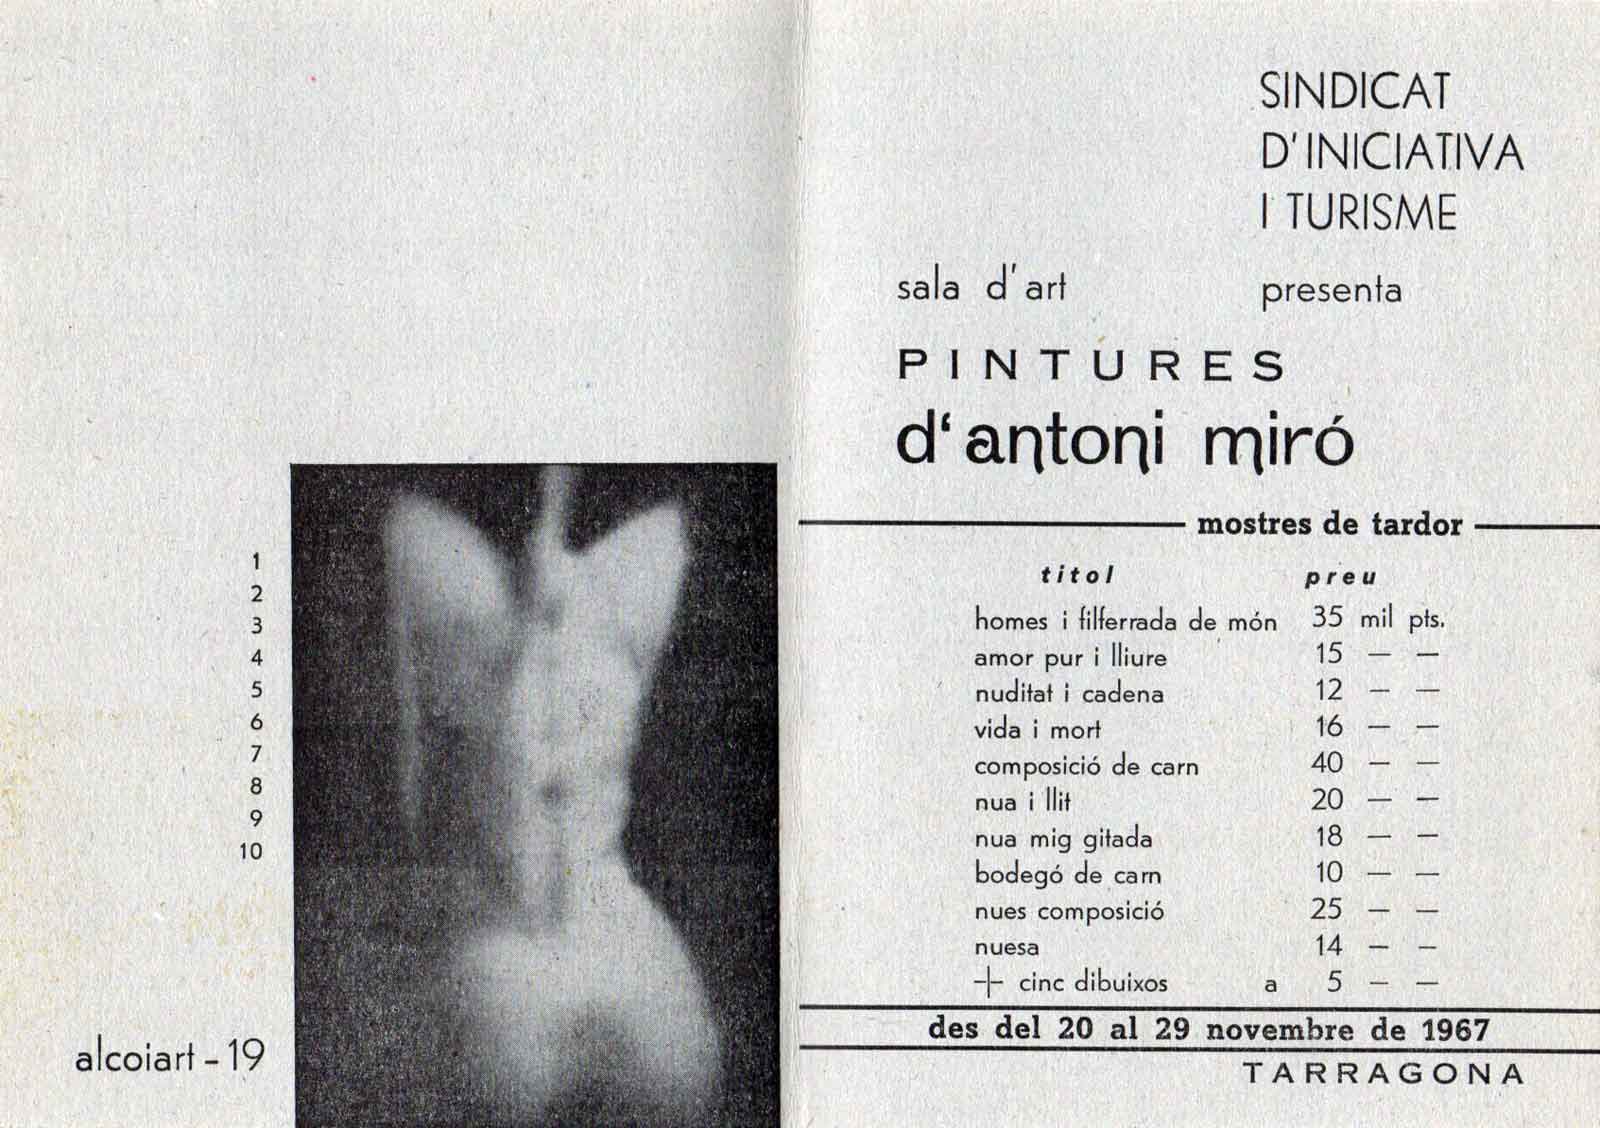 1
2
3
4
5
6
7
8
9
10
alcoiart - 19
SINDICAT
D'INICIATIVA
I TURISME
sala d'art presenta
PINTURES
d'antoni miró
mostres de tardor
titol preu
homes i filferrada de món 35 mil pts.
amor pur i lliure 15 — —
nuditat i cadena 12 — —
vida i mort 16 — —
composició de carn 40 — —
nua i llit 20 — —
nua mig gitada 18 — —
bodegó de carn 10 — —
nues composició 25 — —
nuesa 14 — —
+ cinc dibuixos a 5 — —
des del 20 al 29 novembre de 1967
TARRAGONA